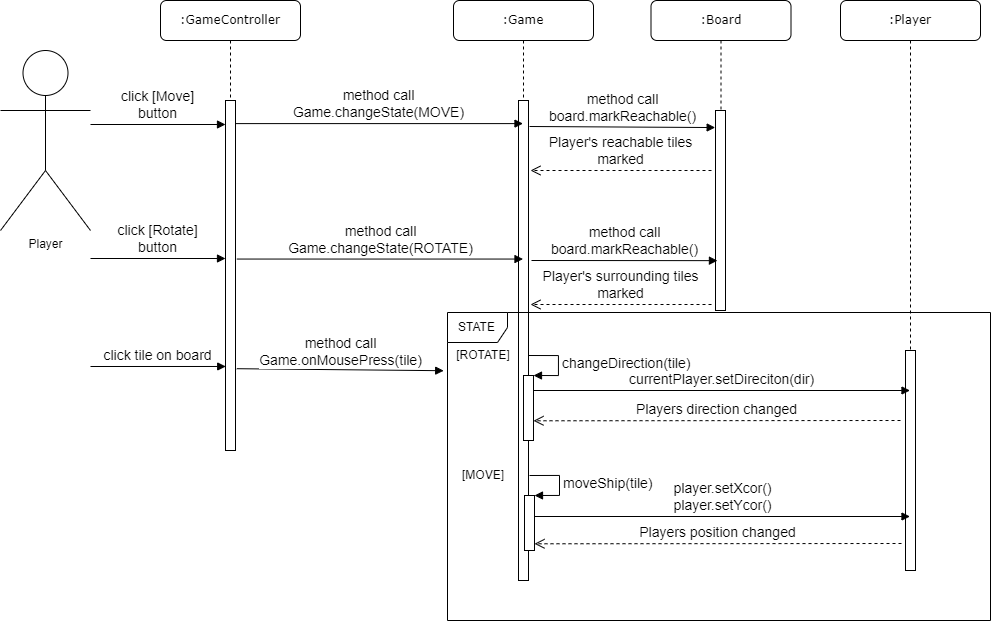 :GameController
:Game
:Board
:Player
click [Move]
button
method call
Game.changeState(MOVE)
method call
board.markReachable()
Player's reachable tiles
marked
Player
click [Rotate]
button
method call
Game.changeState(ROTATE)
method call
board.markReachable()
Player's surrounding tiles
marked
STATE
click tile on board
method call
Game.onMousePress(tile)
[ROTATE]
changeDirection(tile)
currentPlayer.setDireciton(dir)
Players direction changed
[MOVE]
moveShip(tile)
player.setXcor()
player.setYcor()
Players position changed